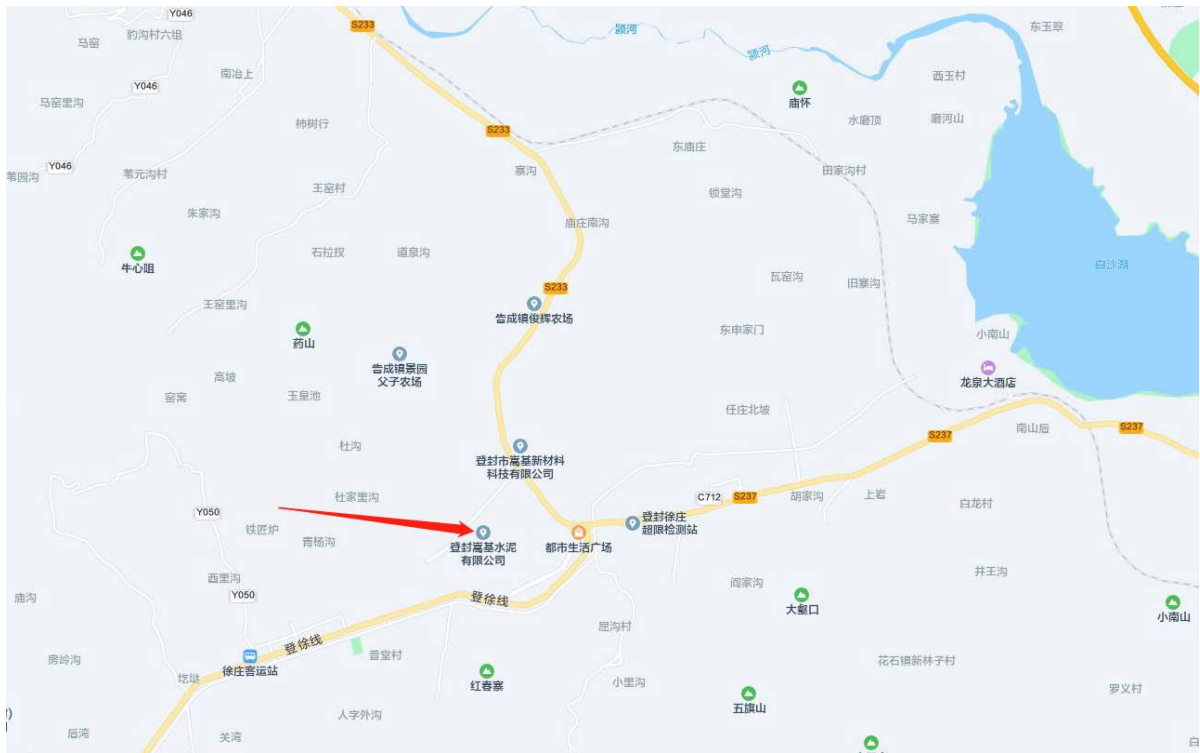 Y046
豹沟村六组
马窑
S233
颍河
东玉翠
南冶上
颍河
酉玉村
Y046
庙怀
马窑里沟
柿树行
水磨顶
磨河山
S233
东庙庄
Y046
寨沟
田家沟村
苇园沟
苇元沟村
王窑村
锁堂沟
朱家沟
庙庄南沟
马家寨
石拉杈
道泉沟
牛心咀
白沙湖
瓦窑沟
旧寨沟
S233
王窑里沟
告成镇俊辉农场
东申家门
小南山
药山
告成镇景园
父子农场
龙泉大酒店
高坡
窑窝
玉皇池
任庄北坡
S237
S237
南山后
杜沟
登封市嵩基新材料
科技有限公司
杜家里沟
C712
S237
胡家沟
上岩
白龙村
Y050
铁匠炉
青杨沟
登封嵩基水泥
有限公司
都市生活广场
登封徐庄
超限检测站
西里沟
阎家沟
井王沟
庙沟
Y050
登徐线
大壑口
小南山
屈沟村
登徐线
房岭沟
徐庄客运站
普堂村
花石镇新林子村
圪垯
红春寨
小里沟
罗义村
五旗山
人字外沟
后湾
关湾
白